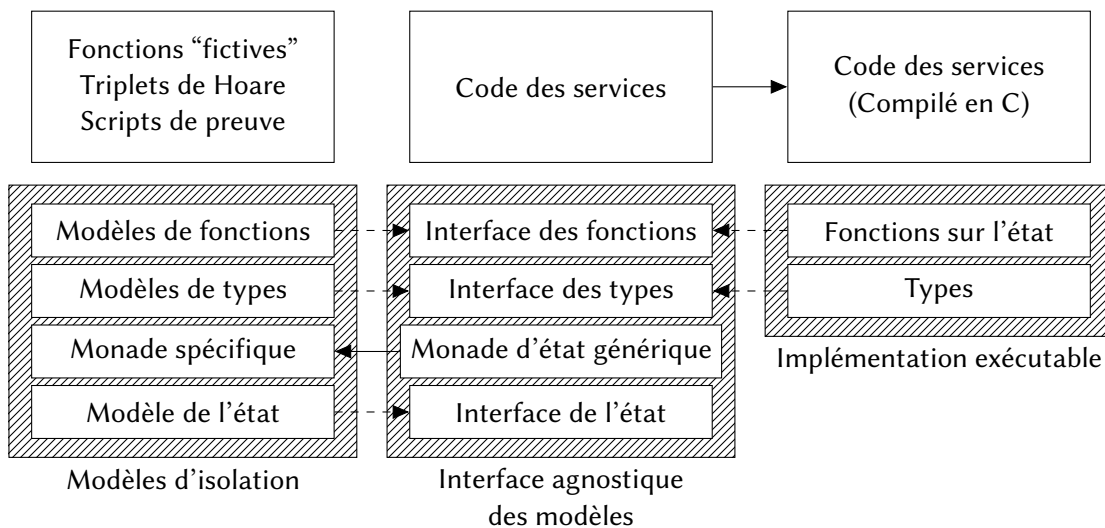 Fonctions “fictives”
Triplets de Hoare
Scripts de preuve
Code des services
Code des services
(Compilé en C)
Modèles de fonctions
Interface des fonctions
Fonctions sur l’état
Modèles de types
Interface des types
Types
Monade spécifique
Monade d’état générique
Implémentation exécutable
Modèle de l’état
Interface de l’état
Modèles d’isolation
Interface agnostique
des modèles